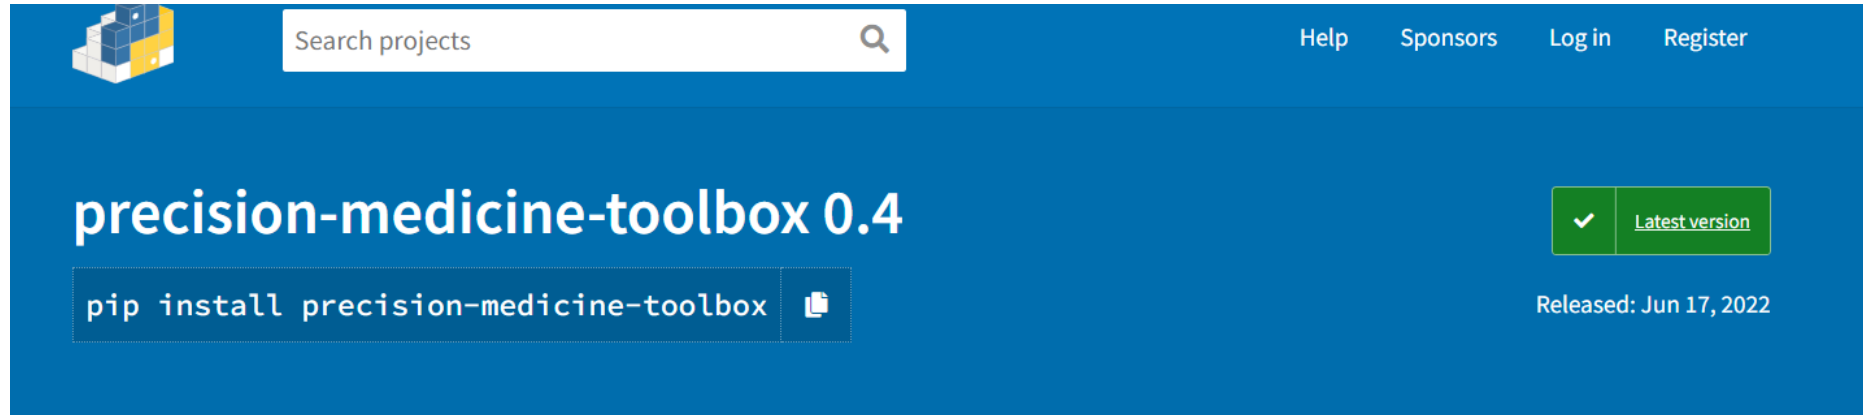 Search projects
Help Sponsors Log in Register
precision-medicine-toolbox 0.4
Latest version
pip install precision-medicine-toolbox
Released: Jun 17, 2022